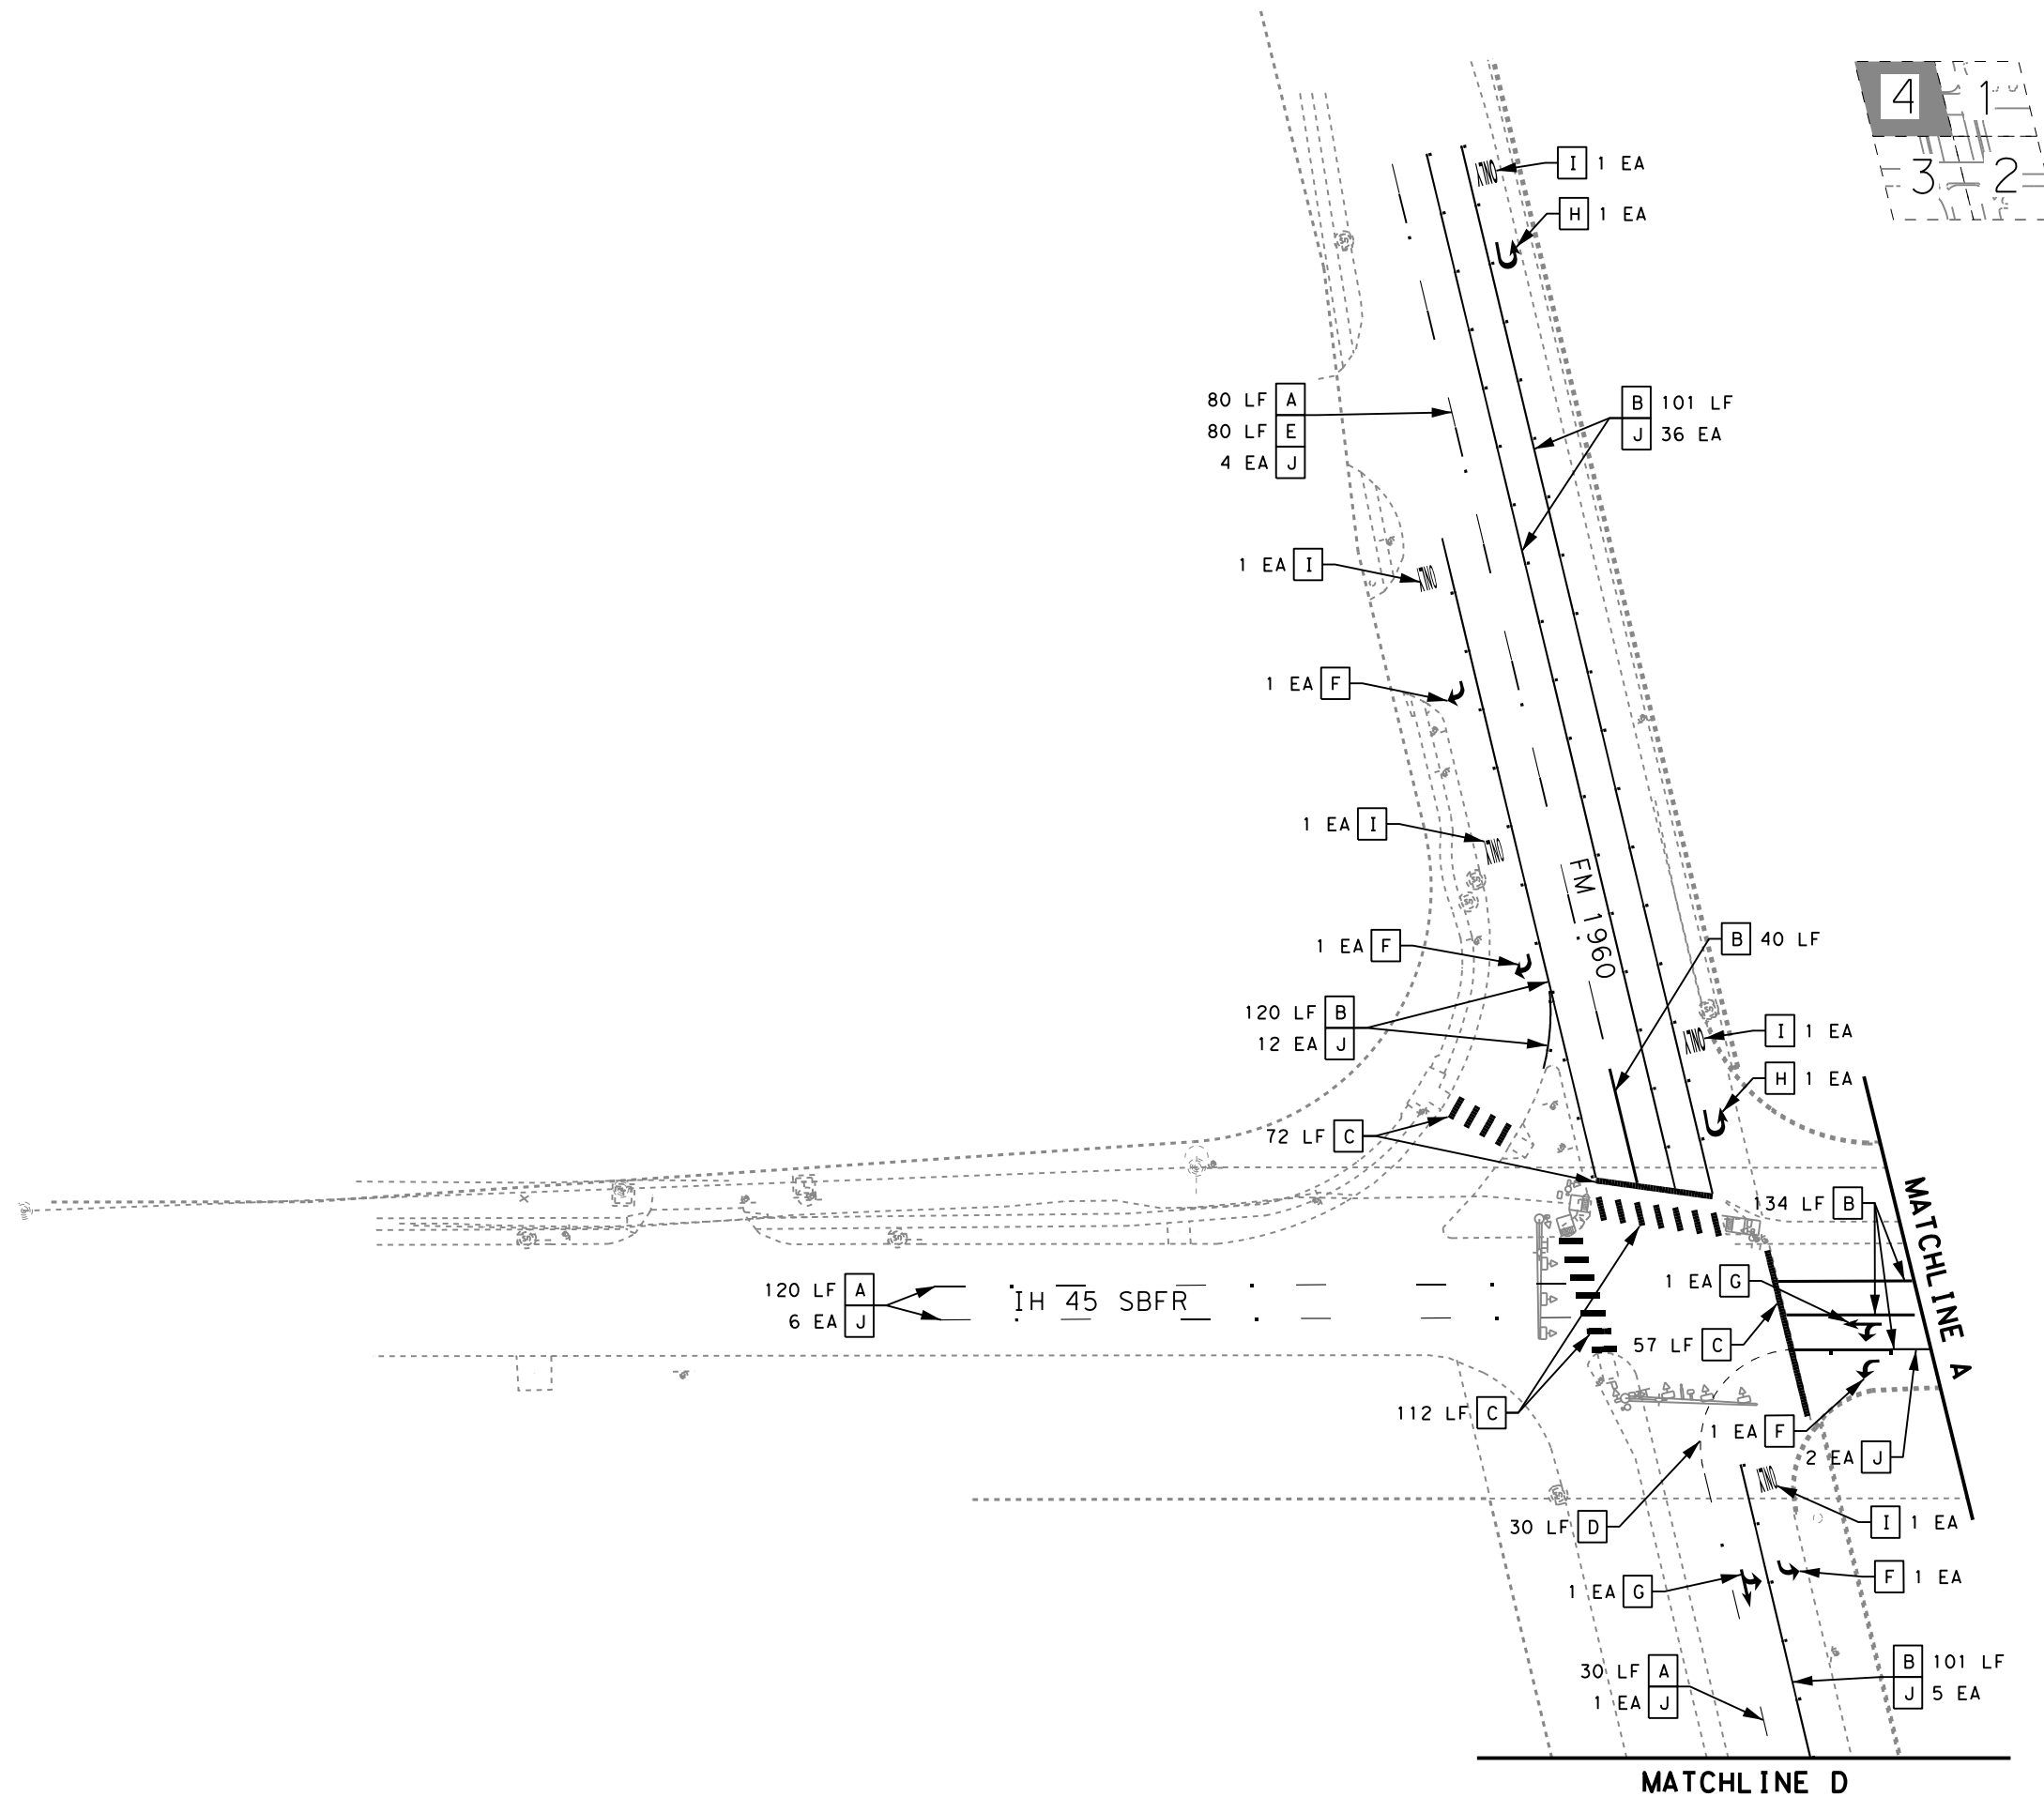 4 1
3 2
I 1 EA
H 1 EA
80 LF A
80 LF E
4 EA J
B 101 LF
J 36 EA
1 EA I
ONLY
ONLY
1 EA F
1 EA I
ONLY
FM 1960
1 EA F
B 40 LF
120 LF B
12 EA J
I 1 EA
ONLY
H 1 EA
72 LF C
134 LF B
MATCHLINE A
1 EA G
120 LF A
6 EA J
IH 45 SBFR
57 LF C
112 LF C
1 EA F
2 EA J
ONLY
30 LF D
I 1 EA
1 EA G
F 1 EA
30 LF A
1 EA J
B 101 LF
J 5 EA
MATCHLINE D